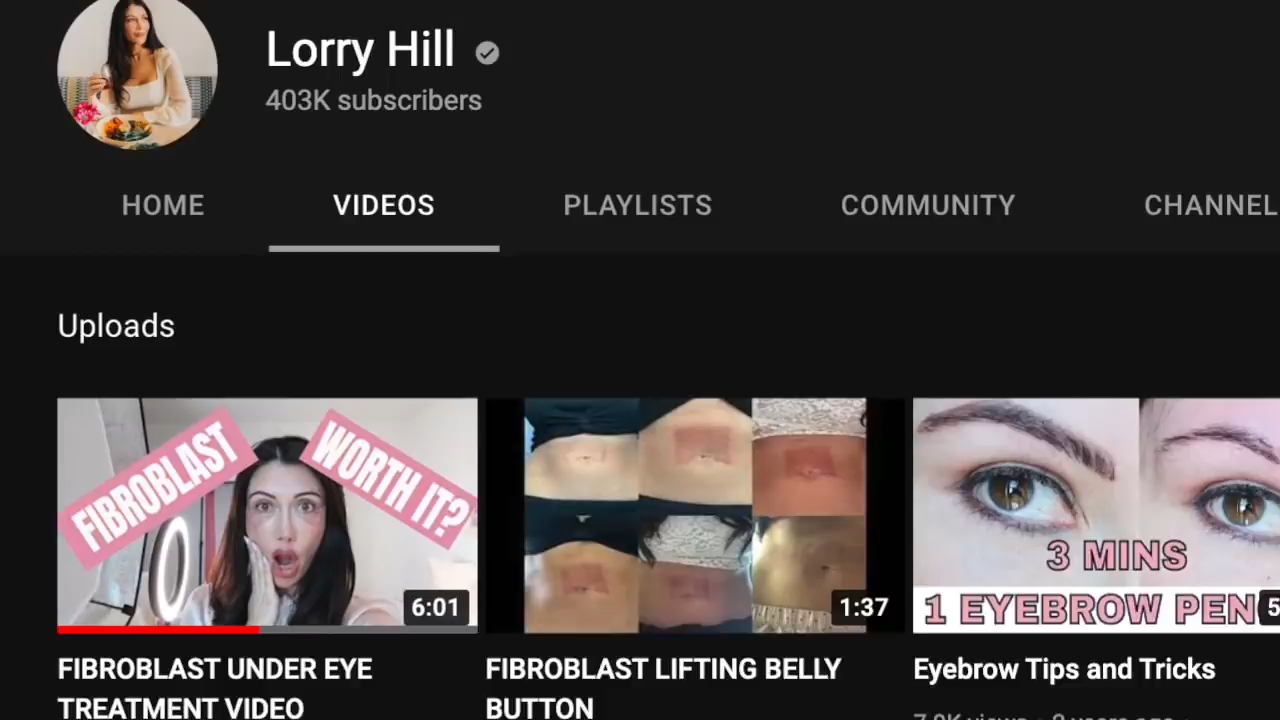 Lorry Hill
403K subscribers
HOME VIDEOS PLAYLISTS COMMUNITY CHANNEL
Uploads
FIBROBLAST WORTH IT?
6:01
1:37
3 MINS
1 EYEBROW PEN
5
FIBROBLAST UNDER EYE
TREATMENT VIDEO
FIBROBLAST LIFTING BELLY
BUTTON
Eyebrow Tips and Tricks